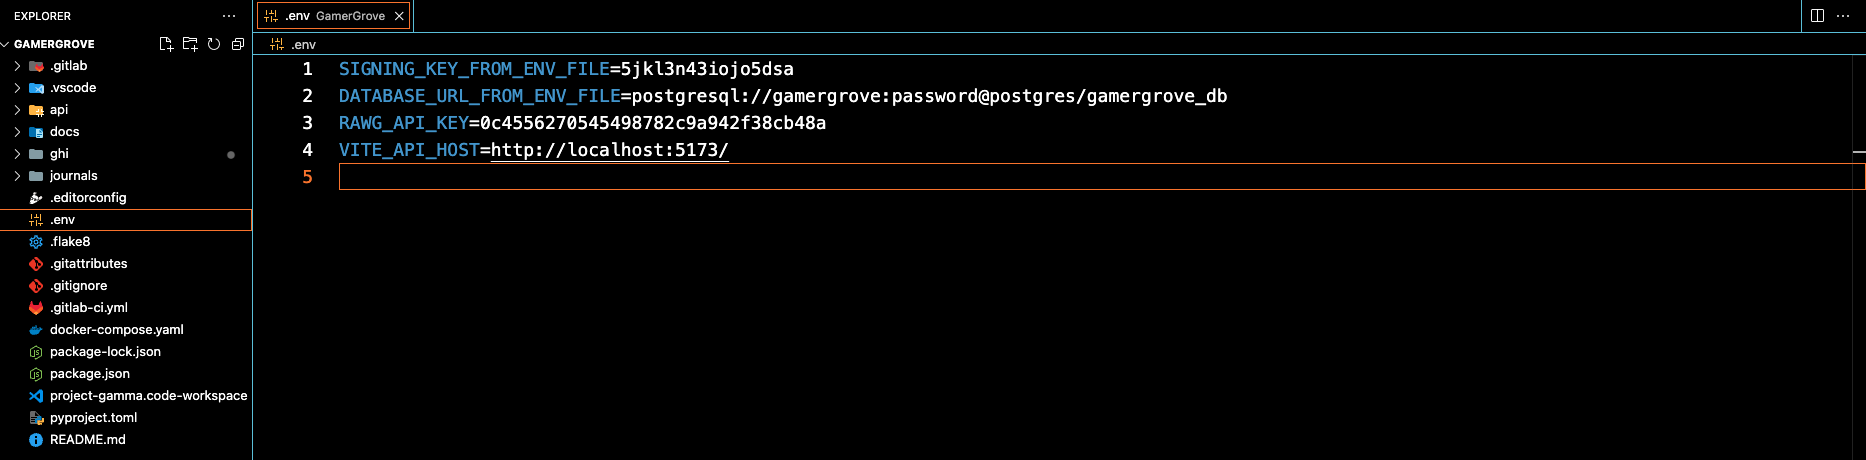 EXPLORER
GAMERGROVE
.gitlab
.vscode
api
docs
ghi
journals
.editorconfig
.env
.flake8
.gitattributes
.gitignore
.gitlab-ci.yml
docker-compose.yaml
package-lock.json
package.json
project-gamma.code-workspace
pyproject.toml
README.md
.env GamerGrove
.env
1 SIGNING_KEY_FROM_ENV_FILE=5jkl3n43iojo5dsa
2 DATABASE_URL_FROM_ENV_FILE=postgresql://gamergrove:password@postgres/gamergrove_db
3 RAWG_API_KEY=0c4556270545498782c9a942f38cb48a
4 VITE_API_HOST=http://localhost:5173/
5